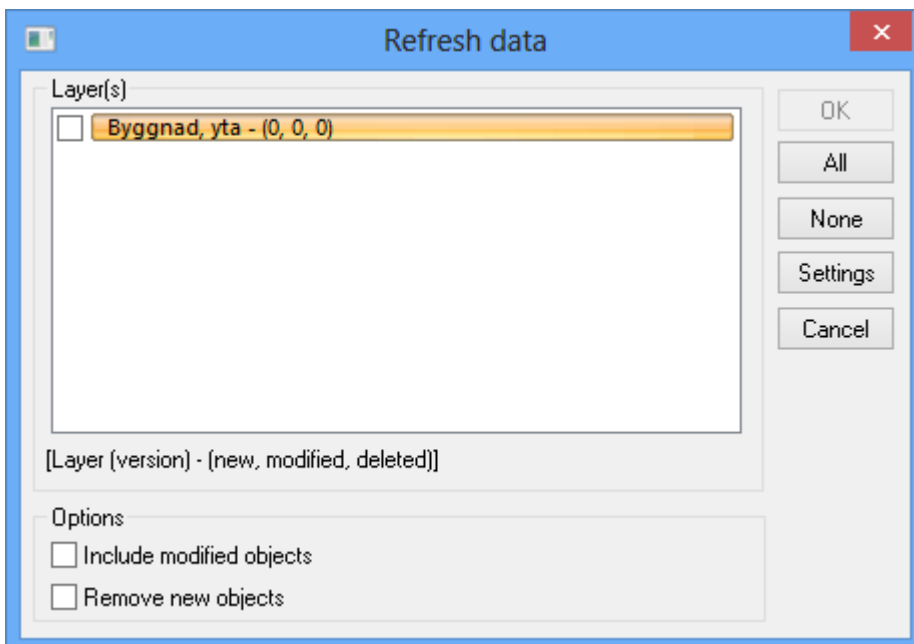 Refresh data
Layer(s)
Byggnad, yta - (0, 0, 0)
[Layer (version) - (new, modified, deleted)]
Options
Include modified objects
Remove new objects
OK
All
None
Settings
Cancel